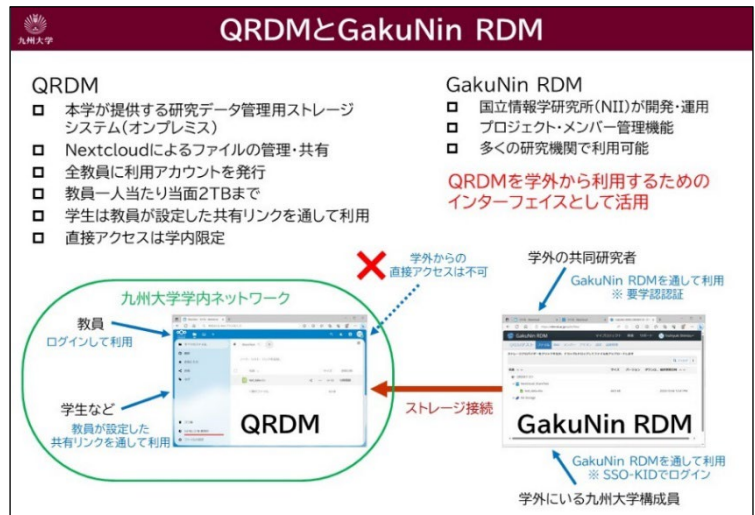 九州大学
QRDMとGakuNin RDM
QRDM
□ 本学が提供する研究データ管理用ストレージ
システム(オンプレミス)
□ Nextcloudによるファイルの管理・共有
□ 全教員に利用アカウントを発行
□ 教員一人当たり当面2TBまで
□ 学生は教員が設定した共有リンクを通して利用
□ 直接アクセスは学内限定
GakuNin RDM
□ 国立情報学研究所(NII)が開発・運用
□ プロジェクト・メンバー管理機能
□ 多くの研究機関で利用可能
QRDMを学外から利用するための
インターフェイスとして活用
学外からの
直接アクセスは不可
学外の共同研究者
GakuNin RDMを通して利用
※ 要学認認証
九州大学学内ネットワーク
教員
ログインして利用
学生など
教員が設定した
共有リンクを通して利用
QRDM
ストレージ接続
GakuNin RDM
GakuNin RDM
GakuNin RDMを通して利用
※ SSO-KIDでログイン
学外にいる九州大学構成員